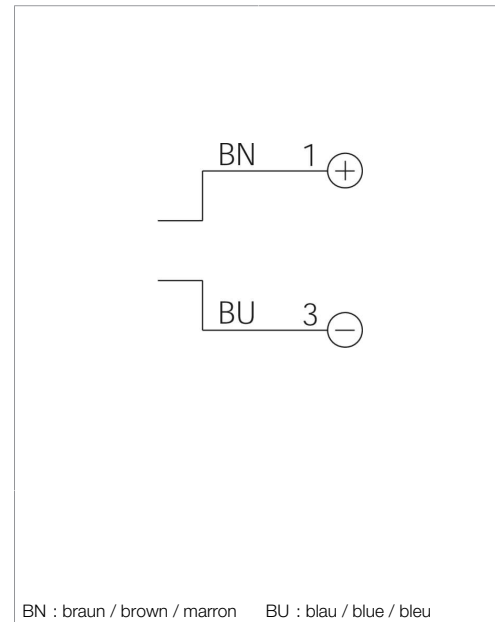 BN 1 +
BU 3 −
BN : braun / brown / marron BU : blau / blue / bleu